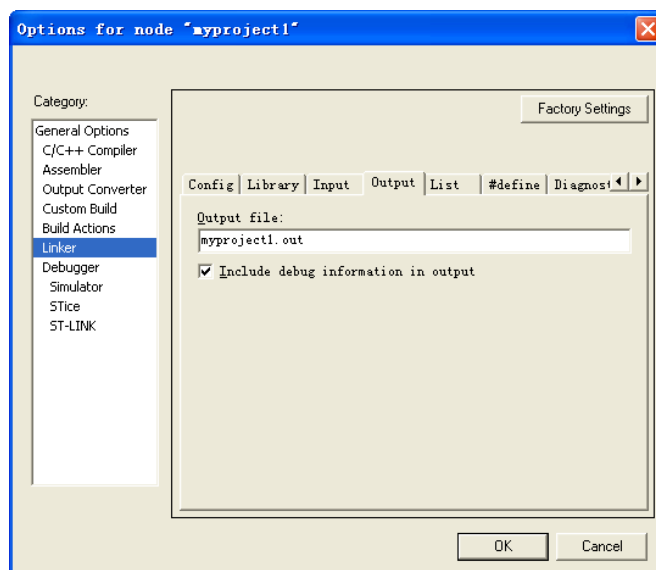 Options for node "myproject1"
Category:
Factory Settings
General Options
C/C++ Compiler
Assembler
Output Converter
Custom Build
Build Actions
Linker
Debugger
Simulator
STice
ST-LINK
Config Library Input Output List #define Diagnost
Output file:
myproject1.out
Include debug information in output
OK Cancel